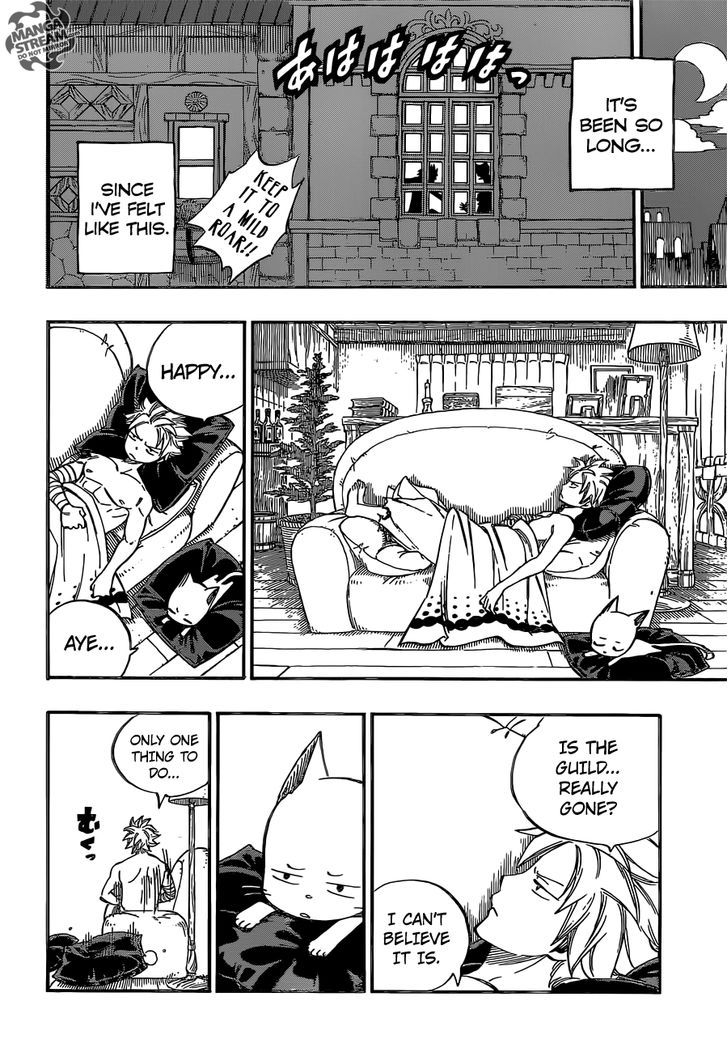 MANGA
STREAM
DO NOT MIRROR
IT'S
BEEN SO
LONG...
あはははははっ
KEEP
IT TO
A MILD
ROAR!!
SINCE
I'VE FELT
LIKE THIS.
HAPPY...
AYE...
IS THE
GUILD...
REALLY
GONE?
I CAN'T
BELIEVE
IT IS.
ONLY ONE
THING TO
DO...
むくっ